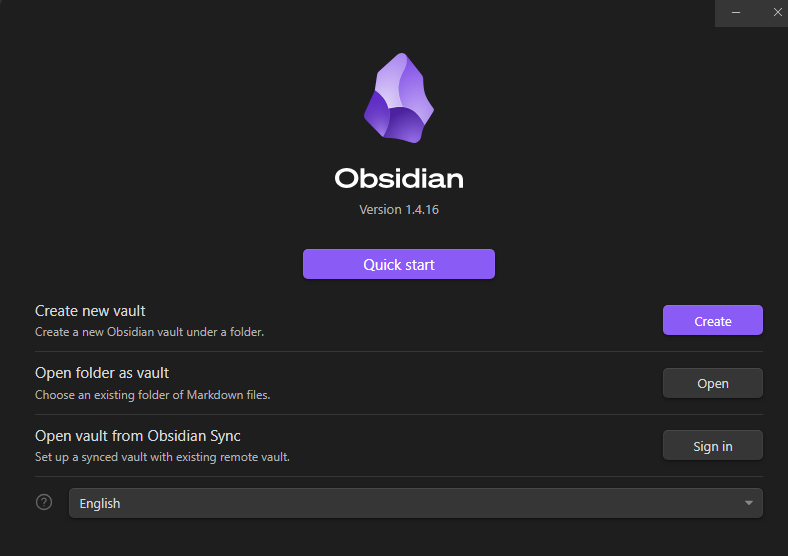 Obsidian
Version 1.4.16
Quick start
Create new vault
Create a new Obsidian vault under a folder.
Create
Open folder as vault
Choose an existing folder of Markdown files.
Open
Open vault from Obsidian Sync
Set up a synced vault with existing remote vault.
Sign in
?
English